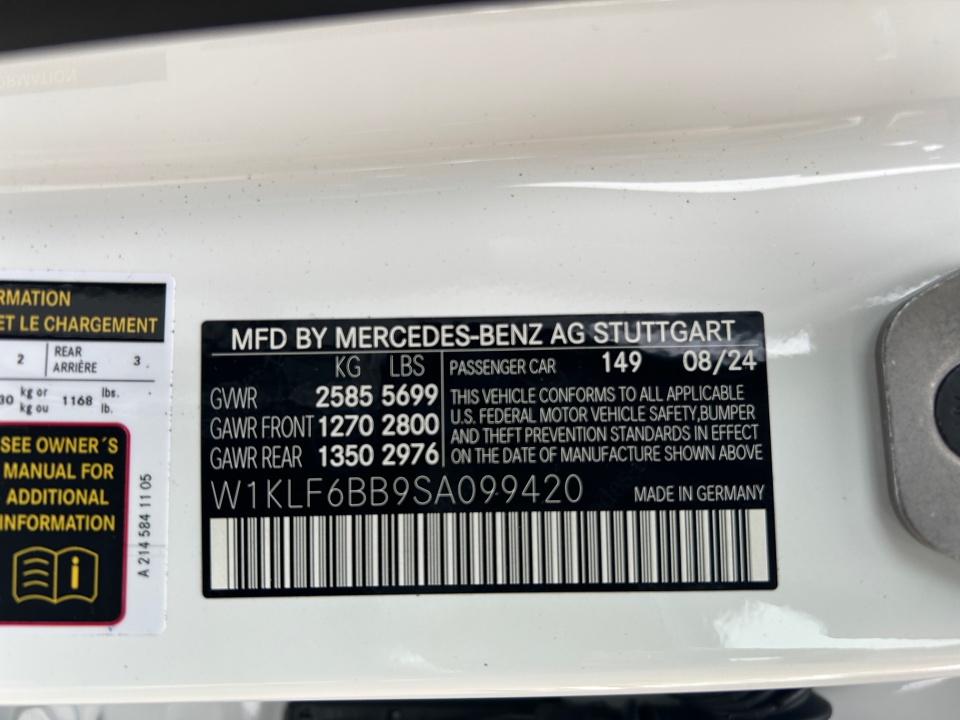 RMATION
ET LE CHARGEMENT
2 REAR 3
ARRIÈRE
30 kg or 1168 lbs.
kg ou lb.
SEE OWNER´S
MANUAL FOR
ADDITIONAL
INFORMATION
i
A 214 584 11 05
MFD BY MERCEDES-BENZ AG STUTTGART
KG LBS
GVWR 2585 5699
GAWR FRONT 1270 2800
GAWR REAR 1350 2976
PASSENGER CAR 149 08/24
THIS VEHICLE CONFORMS TO ALL APPLICABLE
U.S. FEDERAL MOTOR VEHICLE SAFETY,BUMPER
AND THEFT PREVENTION STANDARDS IN EFFECT
ON THE DATE OF MANUFACTURE SHOWN ABOVE
W1KLF6BB9SA099420 MADE IN GERMANY